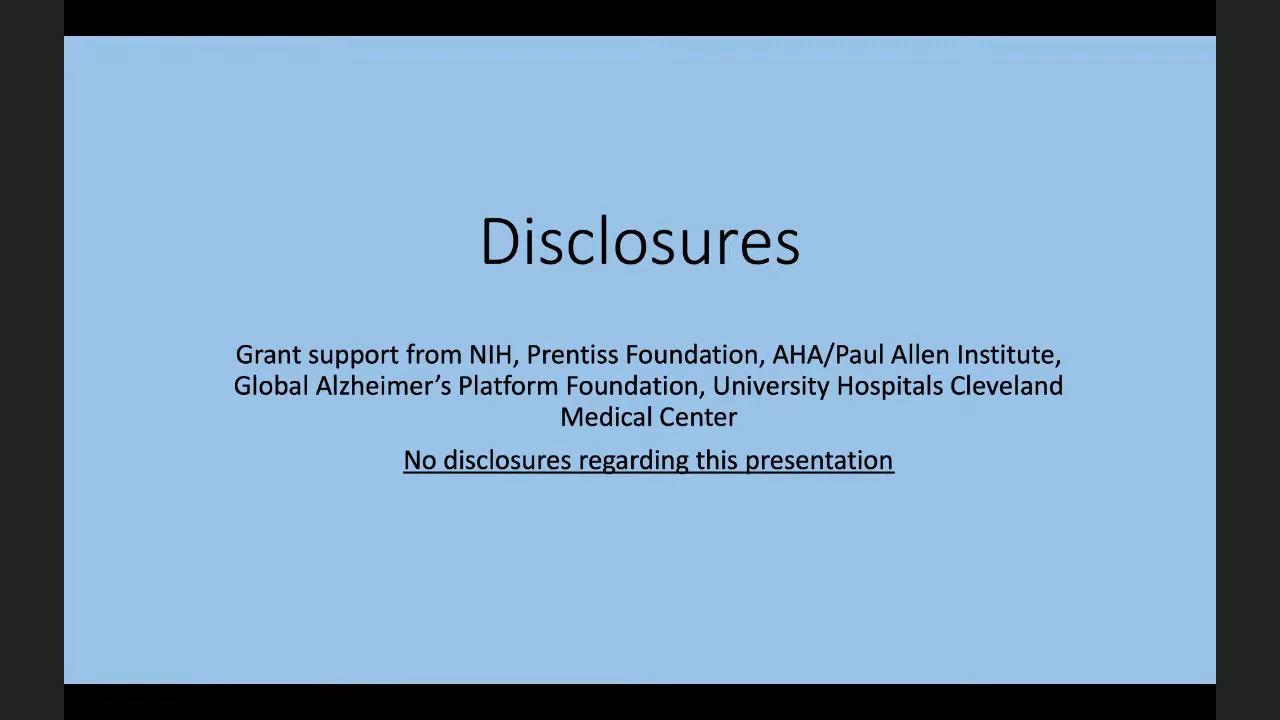 Disclosures
Grant support from NIH, Prentiss Foundation, AHA/Paul Allen Institute,
Global Alzheimer’s Platform Foundation, University Hospitals Cleveland
Medical Center
No disclosures regarding this presentation